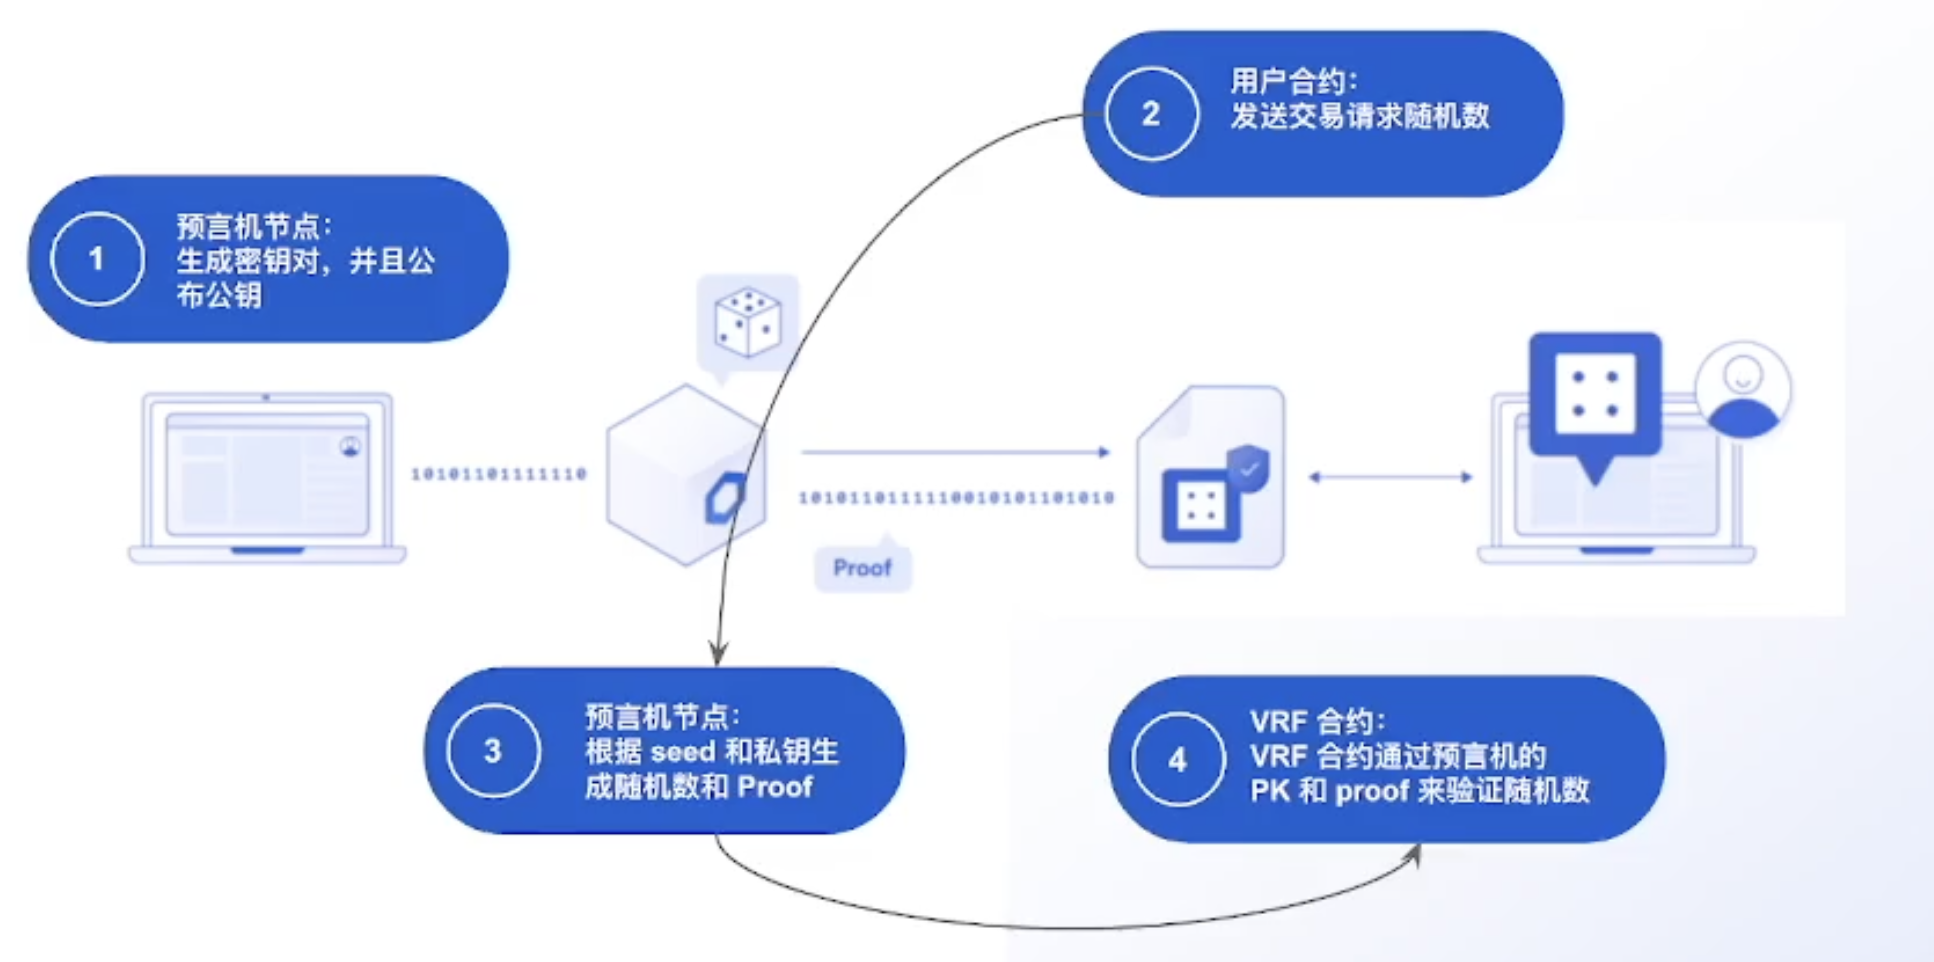 2
用户合约：
发送交易请求随机数
1
预言机节点：
生成密钥对，并且公
布公钥
10101101111110
1010110111110010101101010
Proof
3
预言机节点：
根据 seed 和私钥生
成随机数和 Proof
4
VRF 合约：
VRF 合约通过预言机的
PK 和 proof 来验证随机数